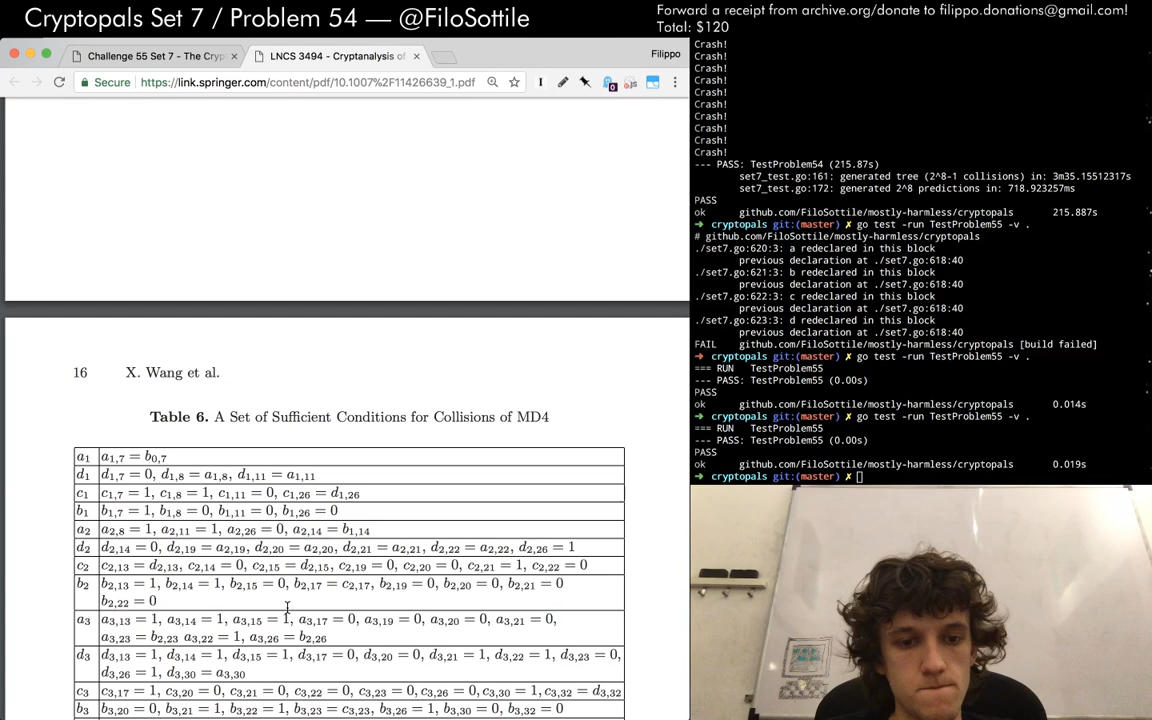 Cryptopals Set 7 / Problem 54 — @FiloSottile
Forward a receipt from archive.org/donate to filippo.donations@gmail.com!
Total: $120
Challenge 55 Set 7 - The Cryp
LNCS 3494 - Cryptanalysis of
Filippo
Secure https://link.springer.com/content/pdf/10.1007%2F11426639_1.pdf
16 X. Wang et al.
Table 6. A Set of Sufficient Conditions for Collisions of MD4
a1 a1,7 = b0,7
d1 d1,7 = 0, d1,8 = a1,8, d1,11 = a1,11
c1 c1,7 = 1, c1,8 = 1, c1,11 = 0, c1,26 = d1,26
b1 b1,7 = 1, b1,8 = 0, b1,11 = 0, b1,26 = 0
a2 a2,8 = 1, a2,11 = 1, a2,26 = 0, a2,14 = b1,14
d2 d2,14 = 0, d2,19 = a2,19, d2,20 = a2,20, d2,21 = a2,21, d2,22 = a2,22, d2,26 = 1
c2 c2,13 = d2,13, c2,14 = 0, c2,15 = d2,15, c2,19 = 0, c2,20 = 0, c2,21 = 1, c2,22 = 0
b2 b2,13 = 1, b2,14 = 1, b2,15 = 0, b2,17 = c2,17, b2,19 = 0, b2,20 = 0, b2,21 = 0
b2,22 = 0
a3 a3,13 = 1, a3,14 = 1, a3,15 = 1, a3,17 = 0, a3,19 = 0, a3,20 = 0, a3,21 = 0,
a3,23 = b2,23 a3,22 = 1, a3,26 = b2,26
d3 d3,13 = 1, d3,14 = 1, d3,15 = 1, d3,17 = 0, d3,20 = 0, d3,21 = 1, d3,22 = 1, d3,23 = 0,
d3,26 = 1, d3,30 = a3,30
c3 c3,17 = 1, c3,20 = 0, c3,21 = 0, c3,22 = 0, c3,23 = 0, c3,26 = 0, c3,30 = 1, c3,32 = d3,32
b3 b3,20 = 0, b3,21 = 1, b3,22 = 1, b3,23 = c3,23, b3,26 = 1, b3,30 = 0, b3,32 = 0
Crash!
Crash!
Crash!
Crash!
Crash!
Crash!
Crash!
Crash!
Crash!
Crash!
--- PASS: TestProblem54 (215.87s)
set7_test.go:161: generated tree (2^8-1 collisions) in: 3m35.15512317s
set7_test.go:172: generated 2^8 predictions in: 718.923257ms
PASS
ok github.com/FiloSottile/mostly-harmless/cryptopals 215.887s
➜ cryptopals git:(master) ✗ go test -run TestProblem55 -v .
# github.com/FiloSottile/mostly-harmless/cryptopals
./set7.go:620:3: a redeclared in this block
previous declaration at ./set7.go:618:40
./set7.go:621:3: b redeclared in this block
previous declaration at ./set7.go:618:40
./set7.go:622:3: c redeclared in this block
previous declaration at ./set7.go:618:40
./set7.go:623:3: d redeclared in this block
previous declaration at ./set7.go:618:40
FAIL github.com/FiloSottile/mostly-harmless/cryptopals [build failed]
➜ cryptopals git:(master) ✗ go test -run TestProblem55 -v .
=== RUN TestProblem55
--- PASS: TestProblem55 (0.00s)
PASS
ok github.com/FiloSottile/mostly-harmless/cryptopals 0.014s
➜ cryptopals git:(master) ✗ go test -run TestProblem55 -v .
=== RUN TestProblem55
--- PASS: TestProblem55 (0.00s)
PASS
ok github.com/FiloSottile/mostly-harmless/cryptopals 0.019s
➜ cryptopals git:(master) ✗